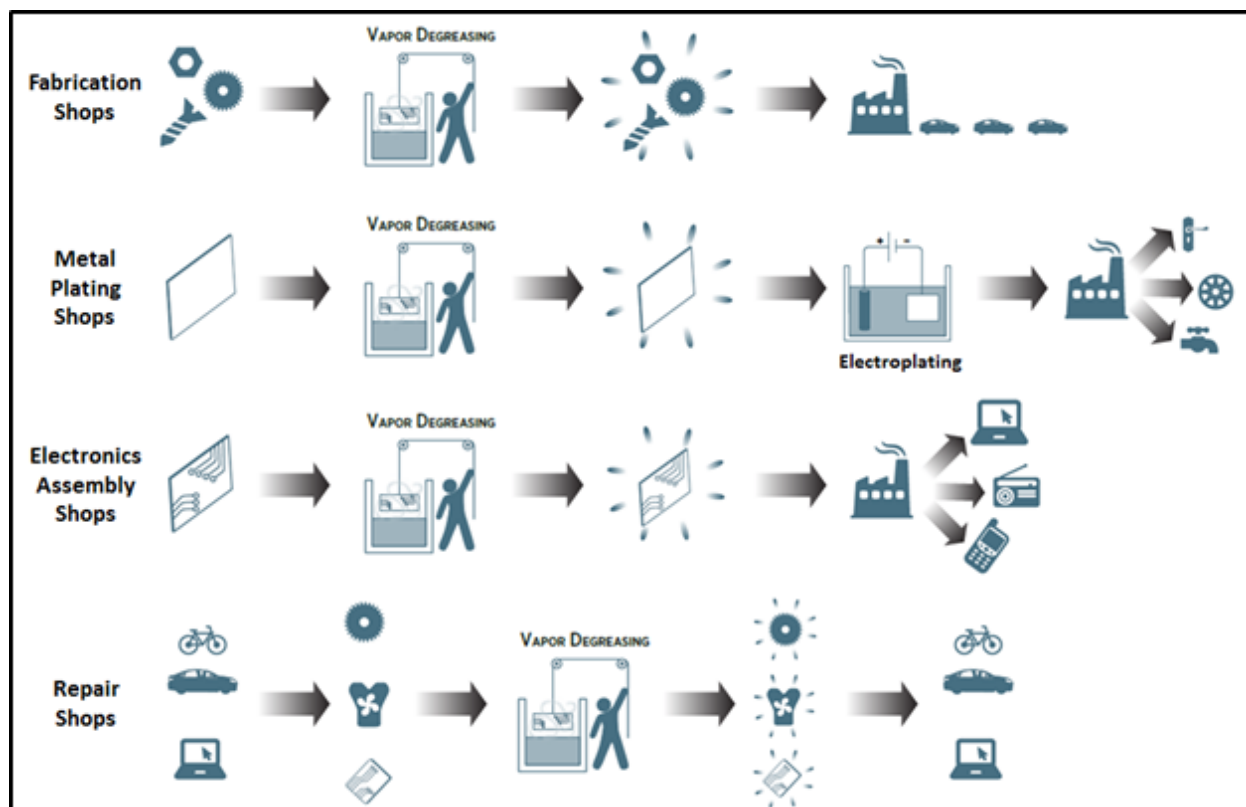 VAPOR DEGREASING
Fabrication
Shops
VAPOR DEGREASING
Metal
Plating
Shops
+ −
Electroplating
VAPOR DEGREASING
Electronics
Assembly
Shops
VAPOR DEGREASING
Repair
Shops